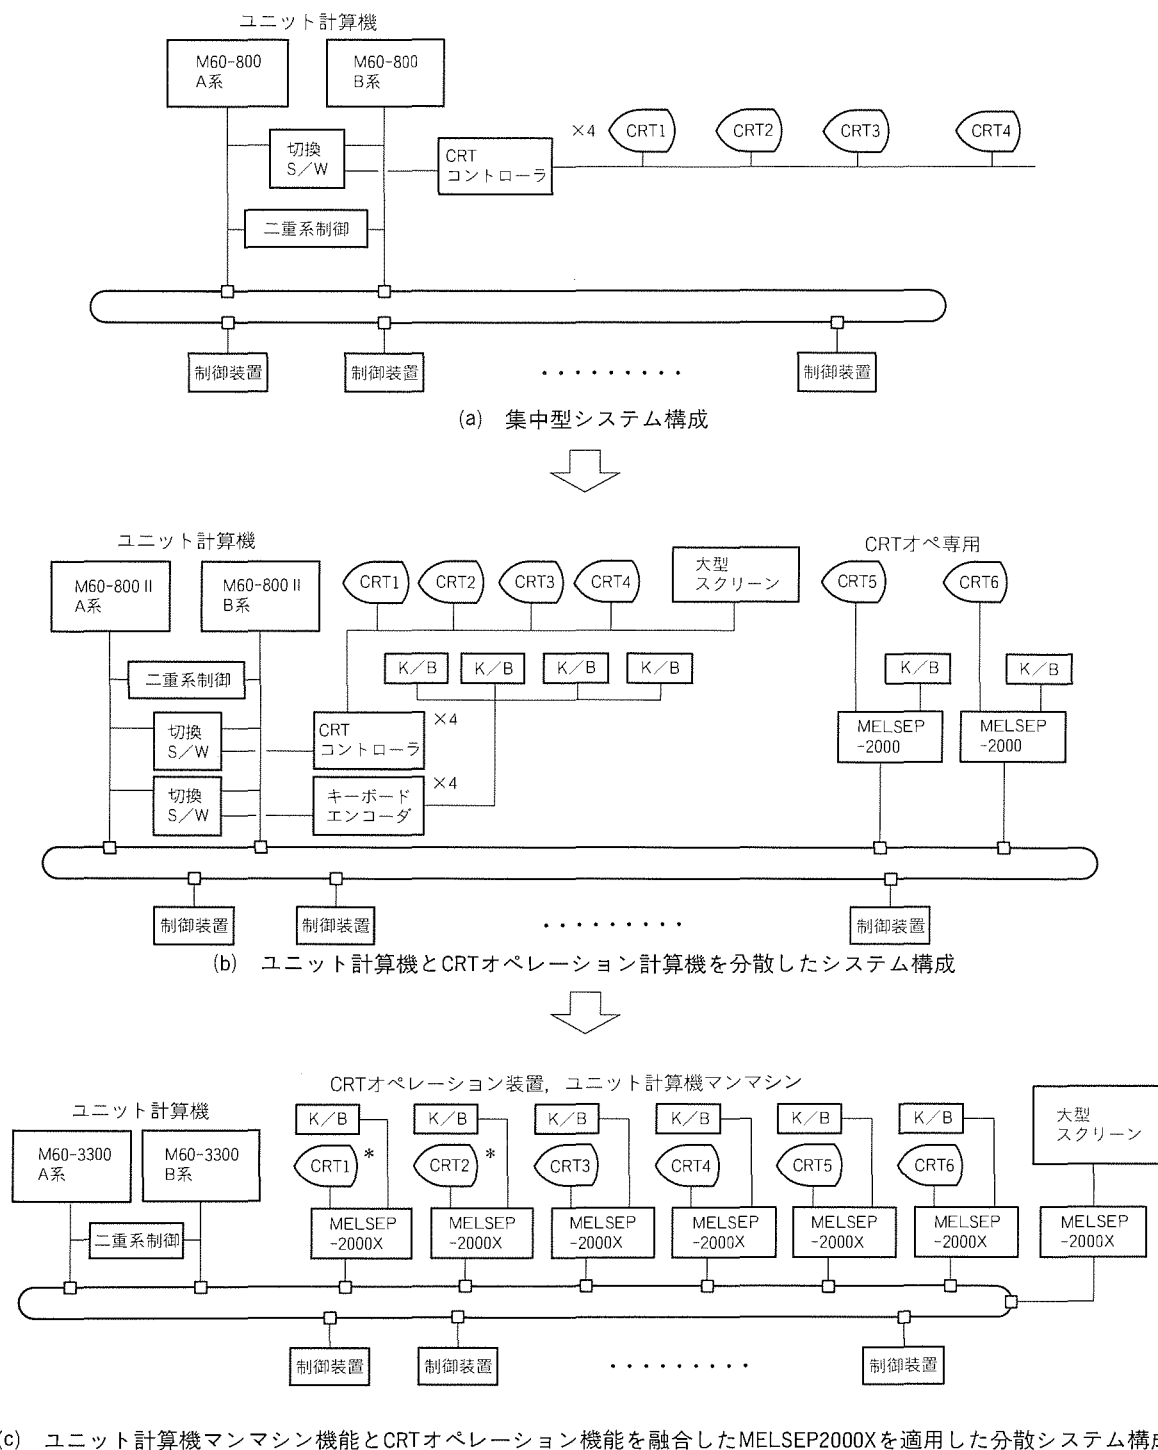 ユニット計算機
M60-800
A系
M60-800
B系
切換
S/W
CRT
コントローラ
×4
CRT1
CRT2
CRT3
CRT4
二重系制御
制御装置
制御装置
・・・・・・・・・
制御装置
(a) 集中型システム構成
ユニット計算機
M60-800Ⅱ
A系
M60-800Ⅱ
B系
CRT1
CRT2
CRT3
CRT4
大型
スクリーン
CRTオペ専用
CRT5
CRT6
K/B
K/B
K/B
K/B
K/B
K/B
二重系制御
切換
S/W
CRT
コントローラ
×4
MELSEP
-2000
MELSEP
-2000
切換
S/W
キーボード
エンコーダ
×4
制御装置
制御装置
・・・・・・・・・
制御装置
(b) ユニット計算機とCRTオペレーション計算機を分散したシステム構成
CRTオペレーション装置，ユニット計算機マンマシン
ユニット計算機
M60-3300
A系
M60-3300
B系
K/B
K/B
K/B
K/B
K/B
K/B
大型
スクリーン
CRT1
*
CRT2
*
CRT3
CRT4
CRT5
CRT6
二重系制御
MELSEP
-2000X
MELSEP
-2000X
MELSEP
-2000X
MELSEP
-2000X
MELSEP
-2000X
MELSEP
-2000X
MELSEP
-2000X
制御装置
制御装置
・・・・・・・・・
制御装置
(c) ユニット計算機マンマシン機能とCRTオペレーション機能を融合したMELSEP2000Xを適用した分散システム構成